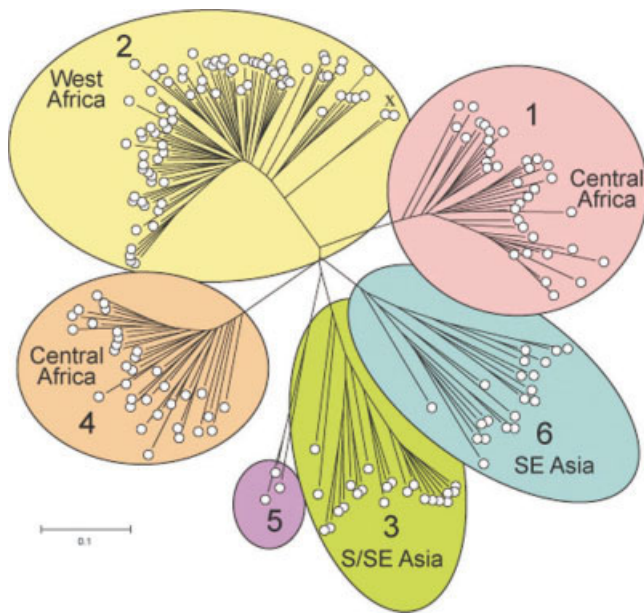 2
West
Africa
x
1
Central
Africa
Central
Africa
4
6
SE Asia
5
3
S/SE Asia
0.1